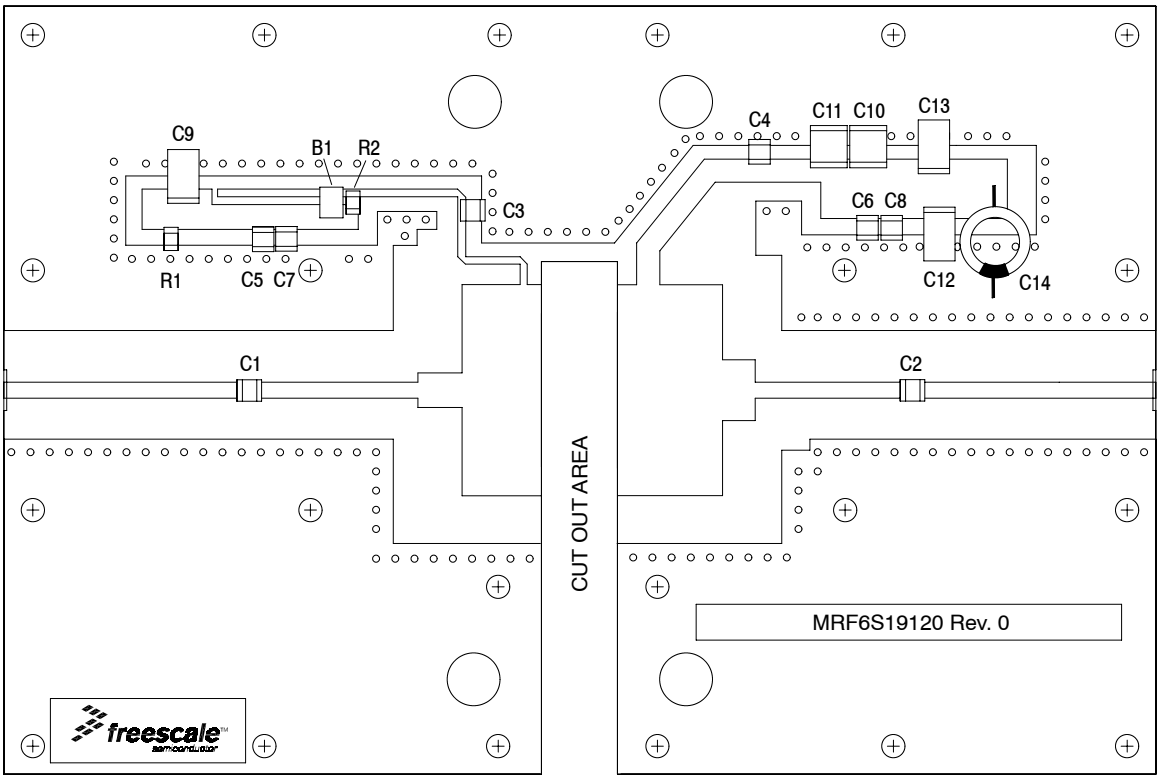 C9
B1
R2
C3
R1
C5
C7
C4
C11
C10
C13
C6
C8
C12
C14
C1
C2
CUT OUT AREA
MRF6S19120 Rev. 0
freescale™
semiconductor